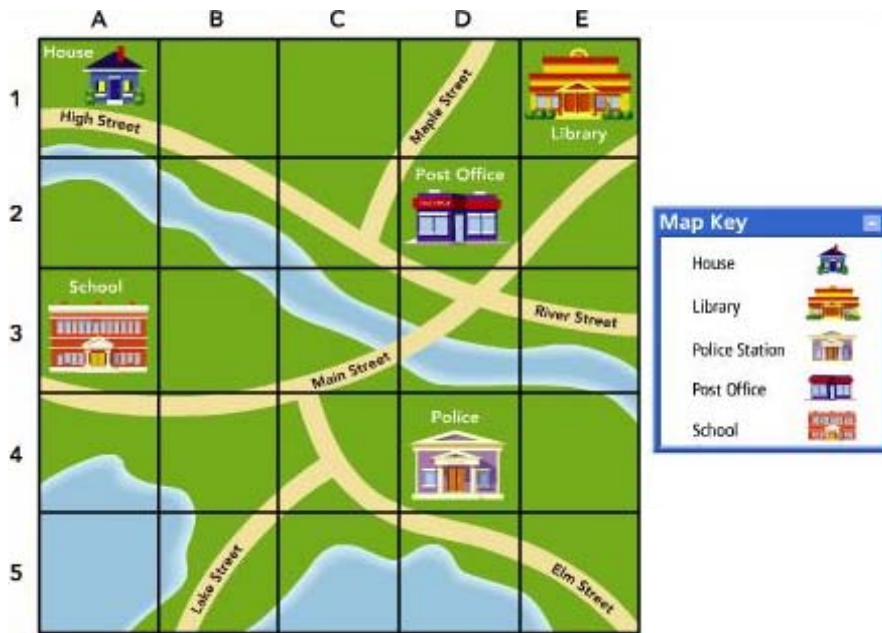 A B C D E
House
1
High Street
Maple Street
Library
2
Post Office
School
3
River Street
Main Street
4
Police
5
Lake Street
Elm Street
Map Key
House
Library
Police Station
Post Office
School